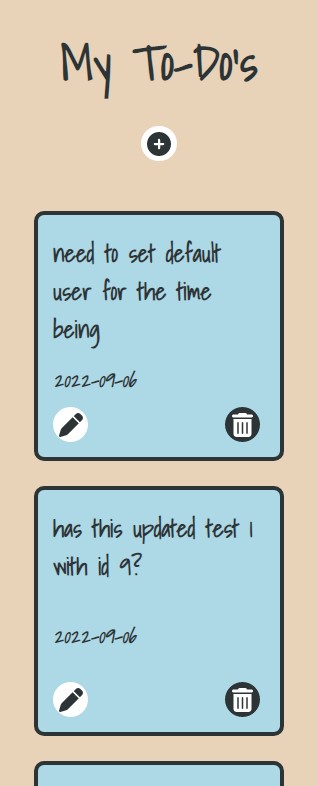 My To-Do's
need to set default
user for the time
being
2022-09-06
has this updated test 1
with id 9?
2022-09-06